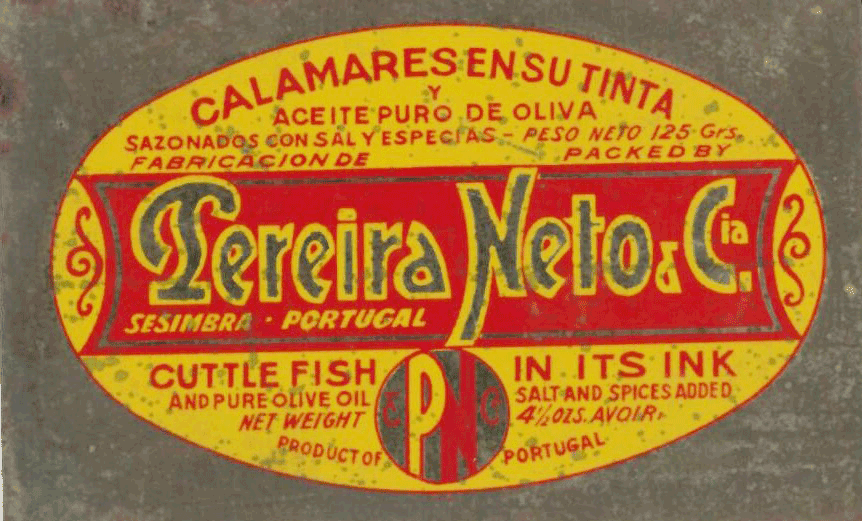 CALAMARES EN SU TINTA
Y
ACEITE PURO DE OLIVA
SAZONADOS CON SAL Y ESPECIAS - PESO NETO 125 Grs.
FABRICACION DE PACKED BY
Pereira Neto & Cia.
SESIMBRA · PORTUGAL
CUTTLE FISH IN ITS INK
AND PURE OLIVE OIL SALT AND SPICES ADDED
NET WEIGHT 4½ OZS. AVOIR.
PRODUCT OF PORTUGAL
& PN C